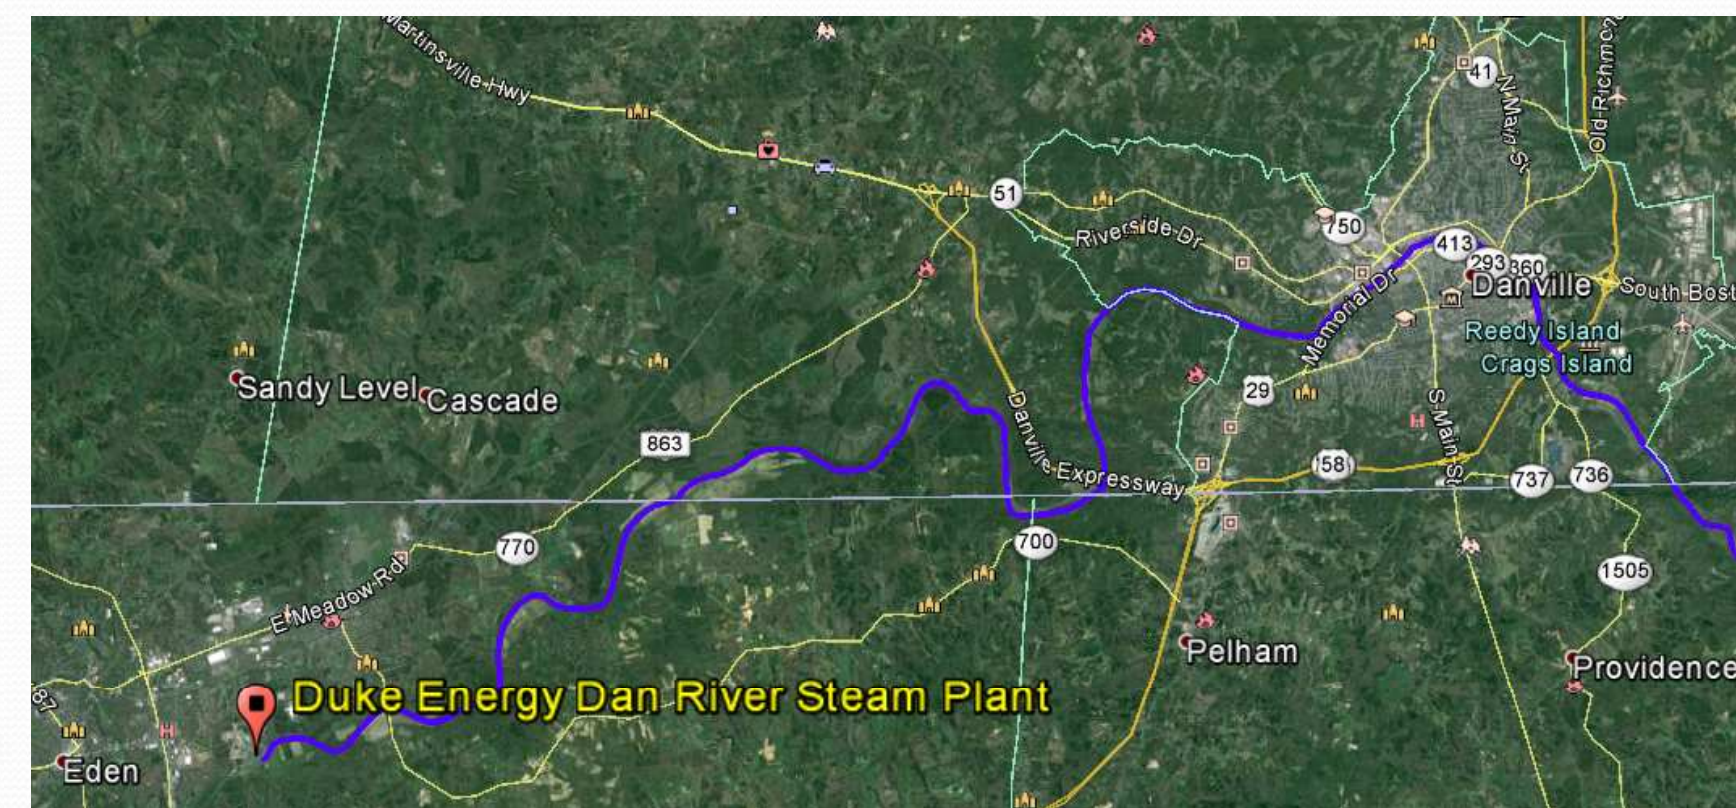 Martinsville Hwy
41
N Main St
Old Richmond
51
Riverside Dr
750
413
293
360
Danville
South Bost
Memorial Dr
Reedy Island
Crags Island
Sandy Level
Cascade
29
S Main St
863
Danville Expressway
58
737
736
770
700
1505
E Meadow Rd
Pelham
Providence
87
Duke Energy Dan River Steam Plant
Eden